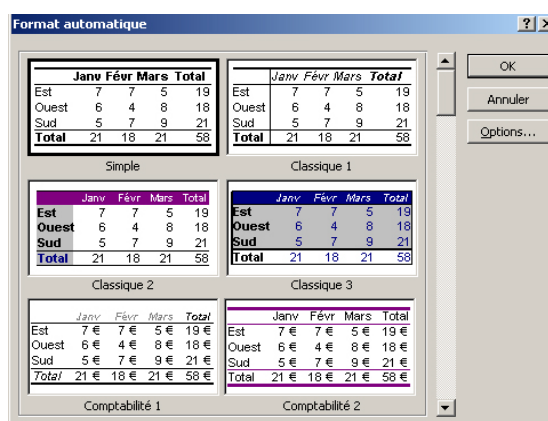 Format automatique
OK
Annuler
Options...
Janv Févr Mars Total
Est 7 7 5 19
Ouest 6 4 8 18
Sud 5 7 9 21
Total 21 18 21 58
Simple
Janv Févr Mars Total
Est 7 7 5 19
Ouest 6 4 8 18
Sud 5 7 9 21
Total 21 18 21 58
Classique 1
Janv Févr Mars Total
Est 7 7 5 19
Ouest 6 4 8 18
Sud 5 7 9 21
Total 21 18 21 58
Classique 2
Janv Févr Mars Total
Est 7 7 5 19
Ouest 6 4 8 18
Sud 5 7 9 21
Total 21 18 21 58
Classique 3
Janv Févr Mars Total
Est 7 € 7 € 5 € 19 €
Ouest 6 € 4 € 8 € 18 €
Sud 5 € 7 € 9 € 21 €
Total 21 € 18 € 21 € 58 €
Comptabilité 1
Janv Févr Mars Total
Est 7 € 7 € 5 € 19 €
Ouest 6 € 4 € 8 € 18 €
Sud 5 € 7 € 9 € 21 €
Total 21 € 18 € 21 € 58 €
Comptabilité 2